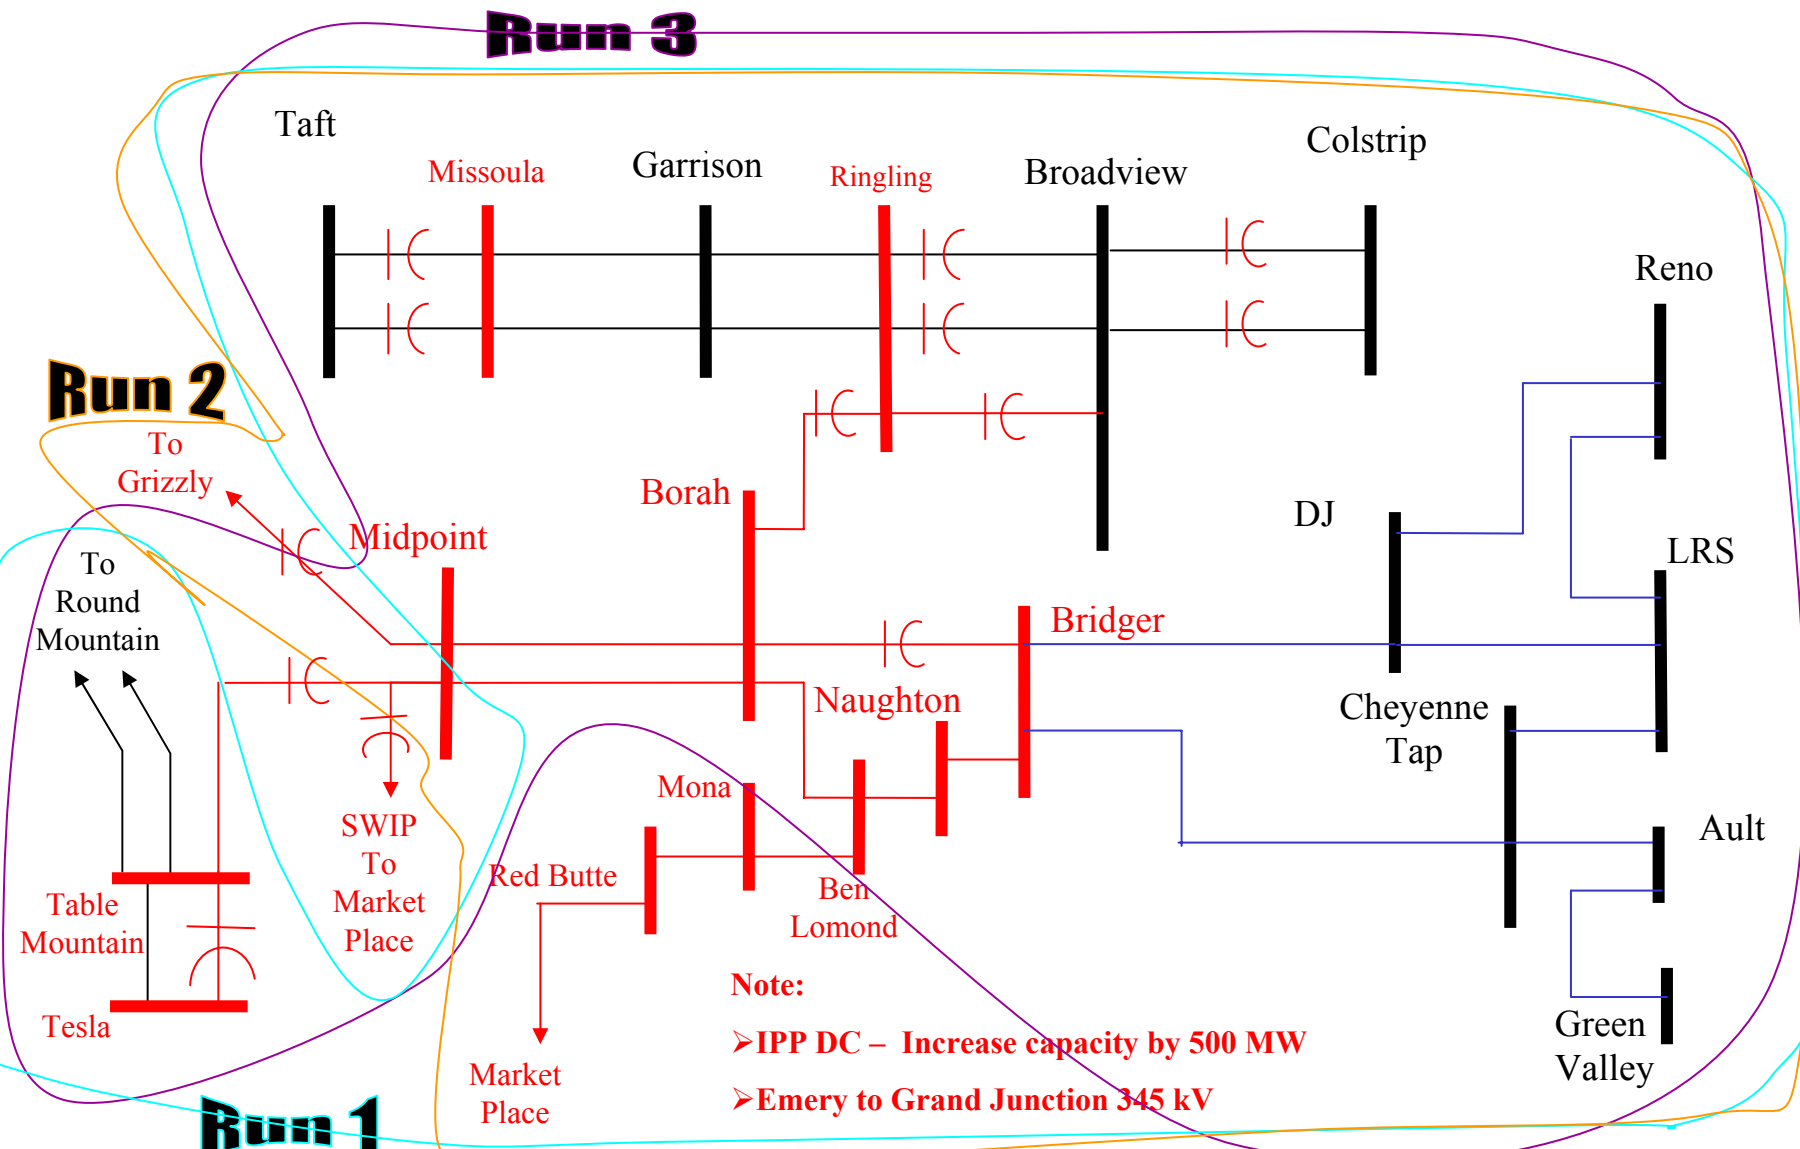 Run 3
Taft
Missoula
Garrison
Ringling
Broadview
Colstrip
Reno
Run 2
To
Grizzly
Midpoint
Borah
DJ
LRS
To
Round
Mountain
Bridger
Naughton
Cheyenne
Tap
Mona
SWIP
To
Market
Place
Red Butte
Ben
Lomond
Ault
Table
Mountain
Tesla
Note:
➢IPP DC – Increase capacity by 500 MW
➢Emery to Grand Junction 345 kV
Green
Valley
Market
Place
Run 1